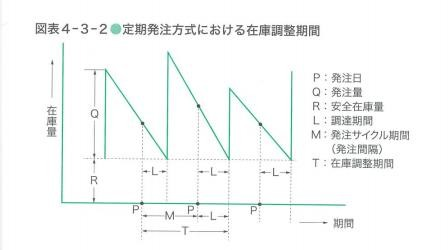 図表4-3-2●定期発注方式における在庫調整期間
↑在庫量
Q
R
L
L
L
P
P
P
M
L
T
→期間
P：発注日
Q：発注量
R：安全在庫量
L：調達期間
M：発注サイクル期間
（発注間隔）
T：在庫調整期間